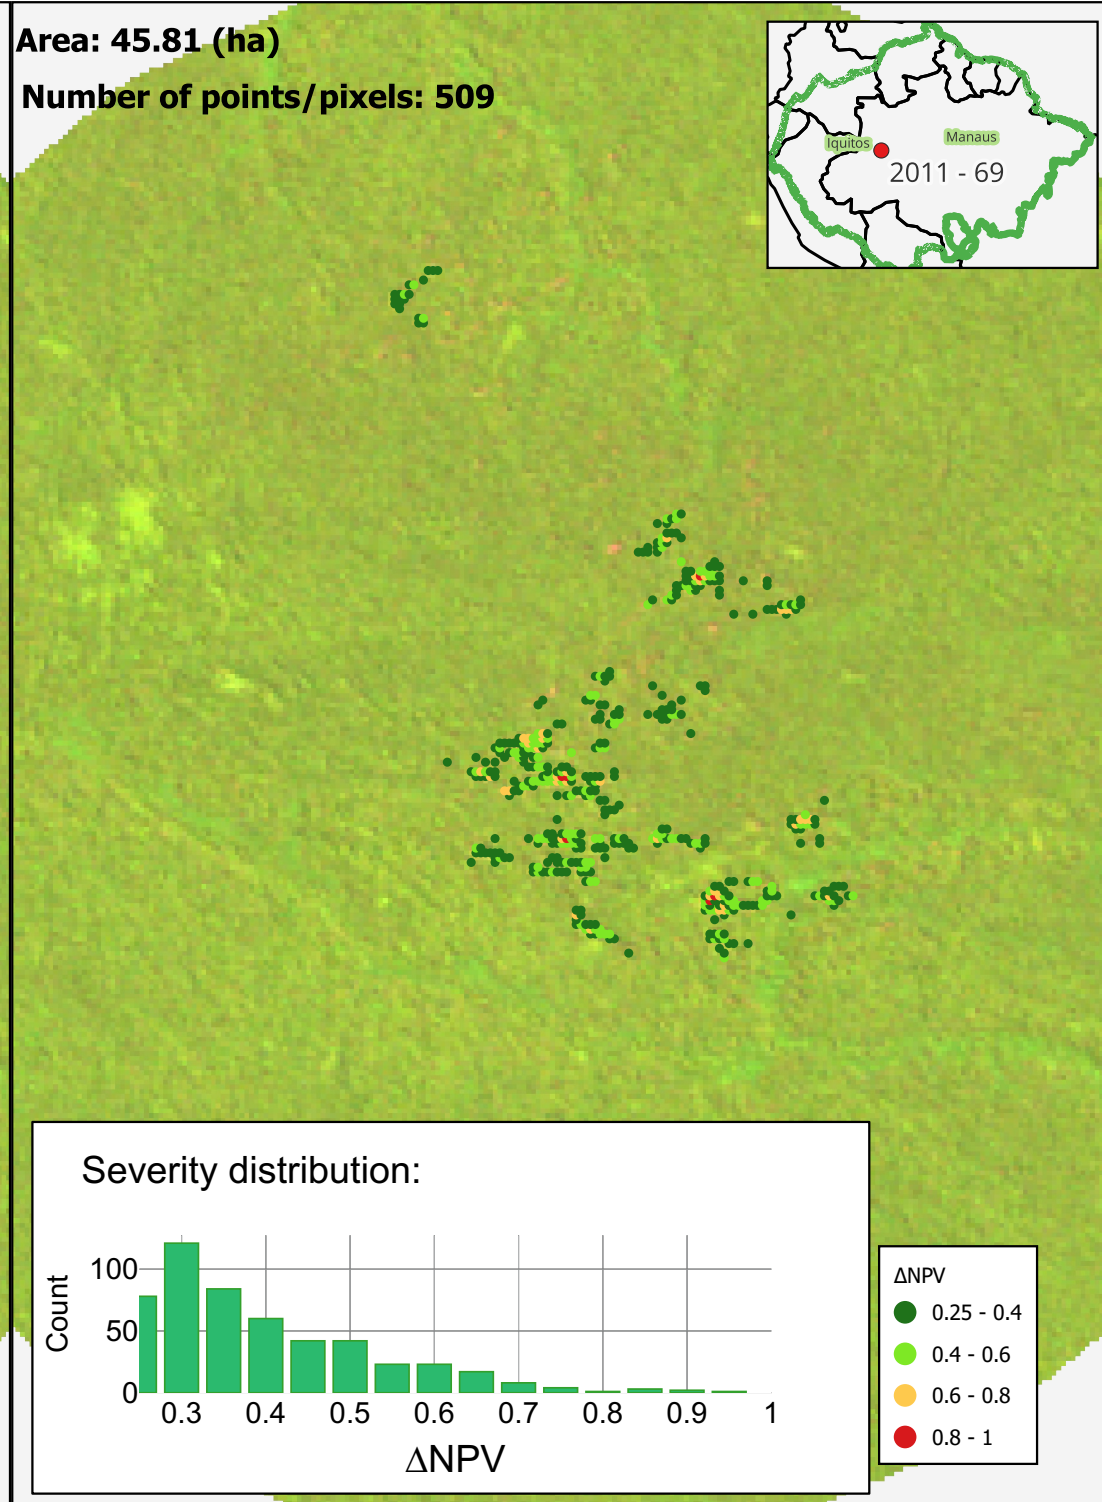 Area: 45.81 (ha)
Number of points/pixels: 509
Iquitos
Manaus
2011 - 69
Severity distribution:
Count
100
50
0
0.3 0.4 0.5 0.6 0.7 0.8 0.9 1
ΔNPV
ΔNPV
0.25 - 0.4
0.4 - 0.6
0.6 - 0.8
0.8 - 1